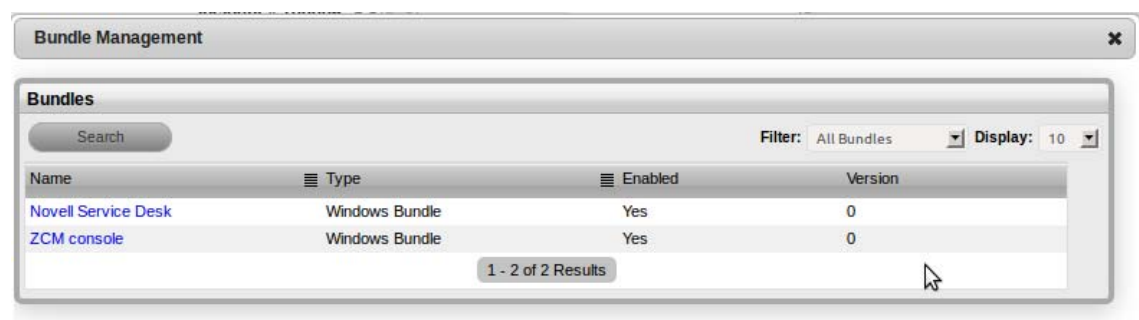 Bundle Management
Bundles
Search Filter: All Bundles Display: 10
Name Type Enabled Version
Novell Service Desk Windows Bundle Yes 0
ZCM console Windows Bundle Yes 0
1 - 2 of 2 Results